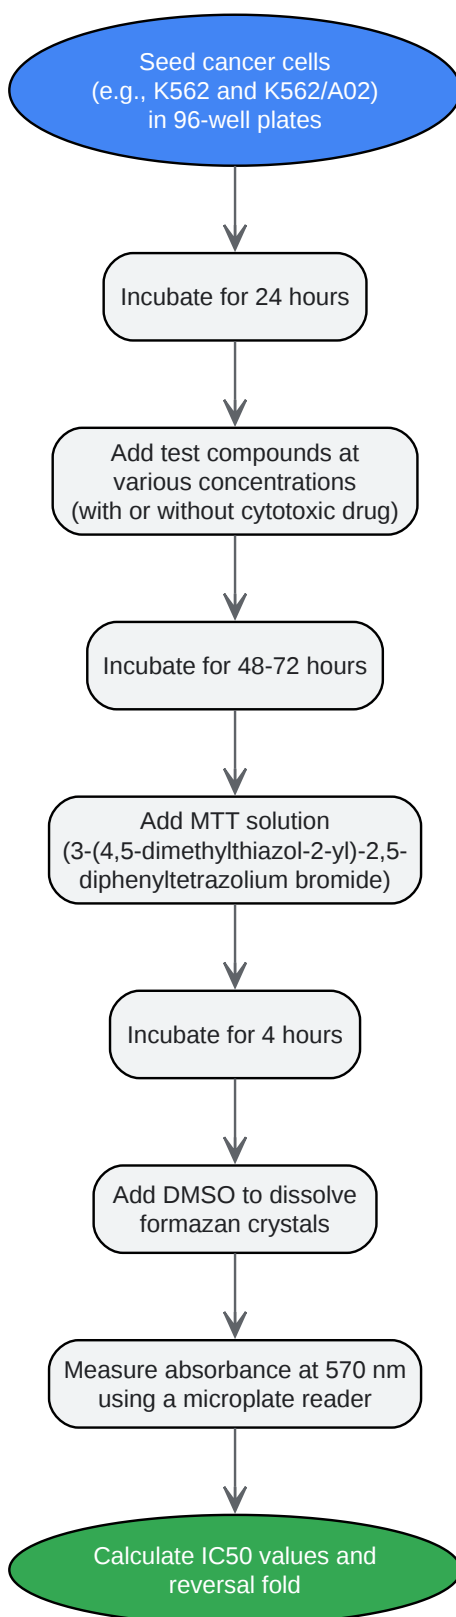 Seed cancer cells
(e.g., K562 and K562/A02)
in 96-well plates
Incubate for 24 hours
Add test compounds at
various concentrations
(with or without cytotoxic drug)
Incubate for 48-72 hours
Add MTT solution
(3-(4,5-dimethylthiazol-2-yl)-2,5-
diphenyltetrazolium bromide)
Incubate for 4 hours
Add DMSO to dissolve
formazan crystals
Measure absorbance at 570 nm
using a microplate reader
Calculate IC50 values and
reversal fold